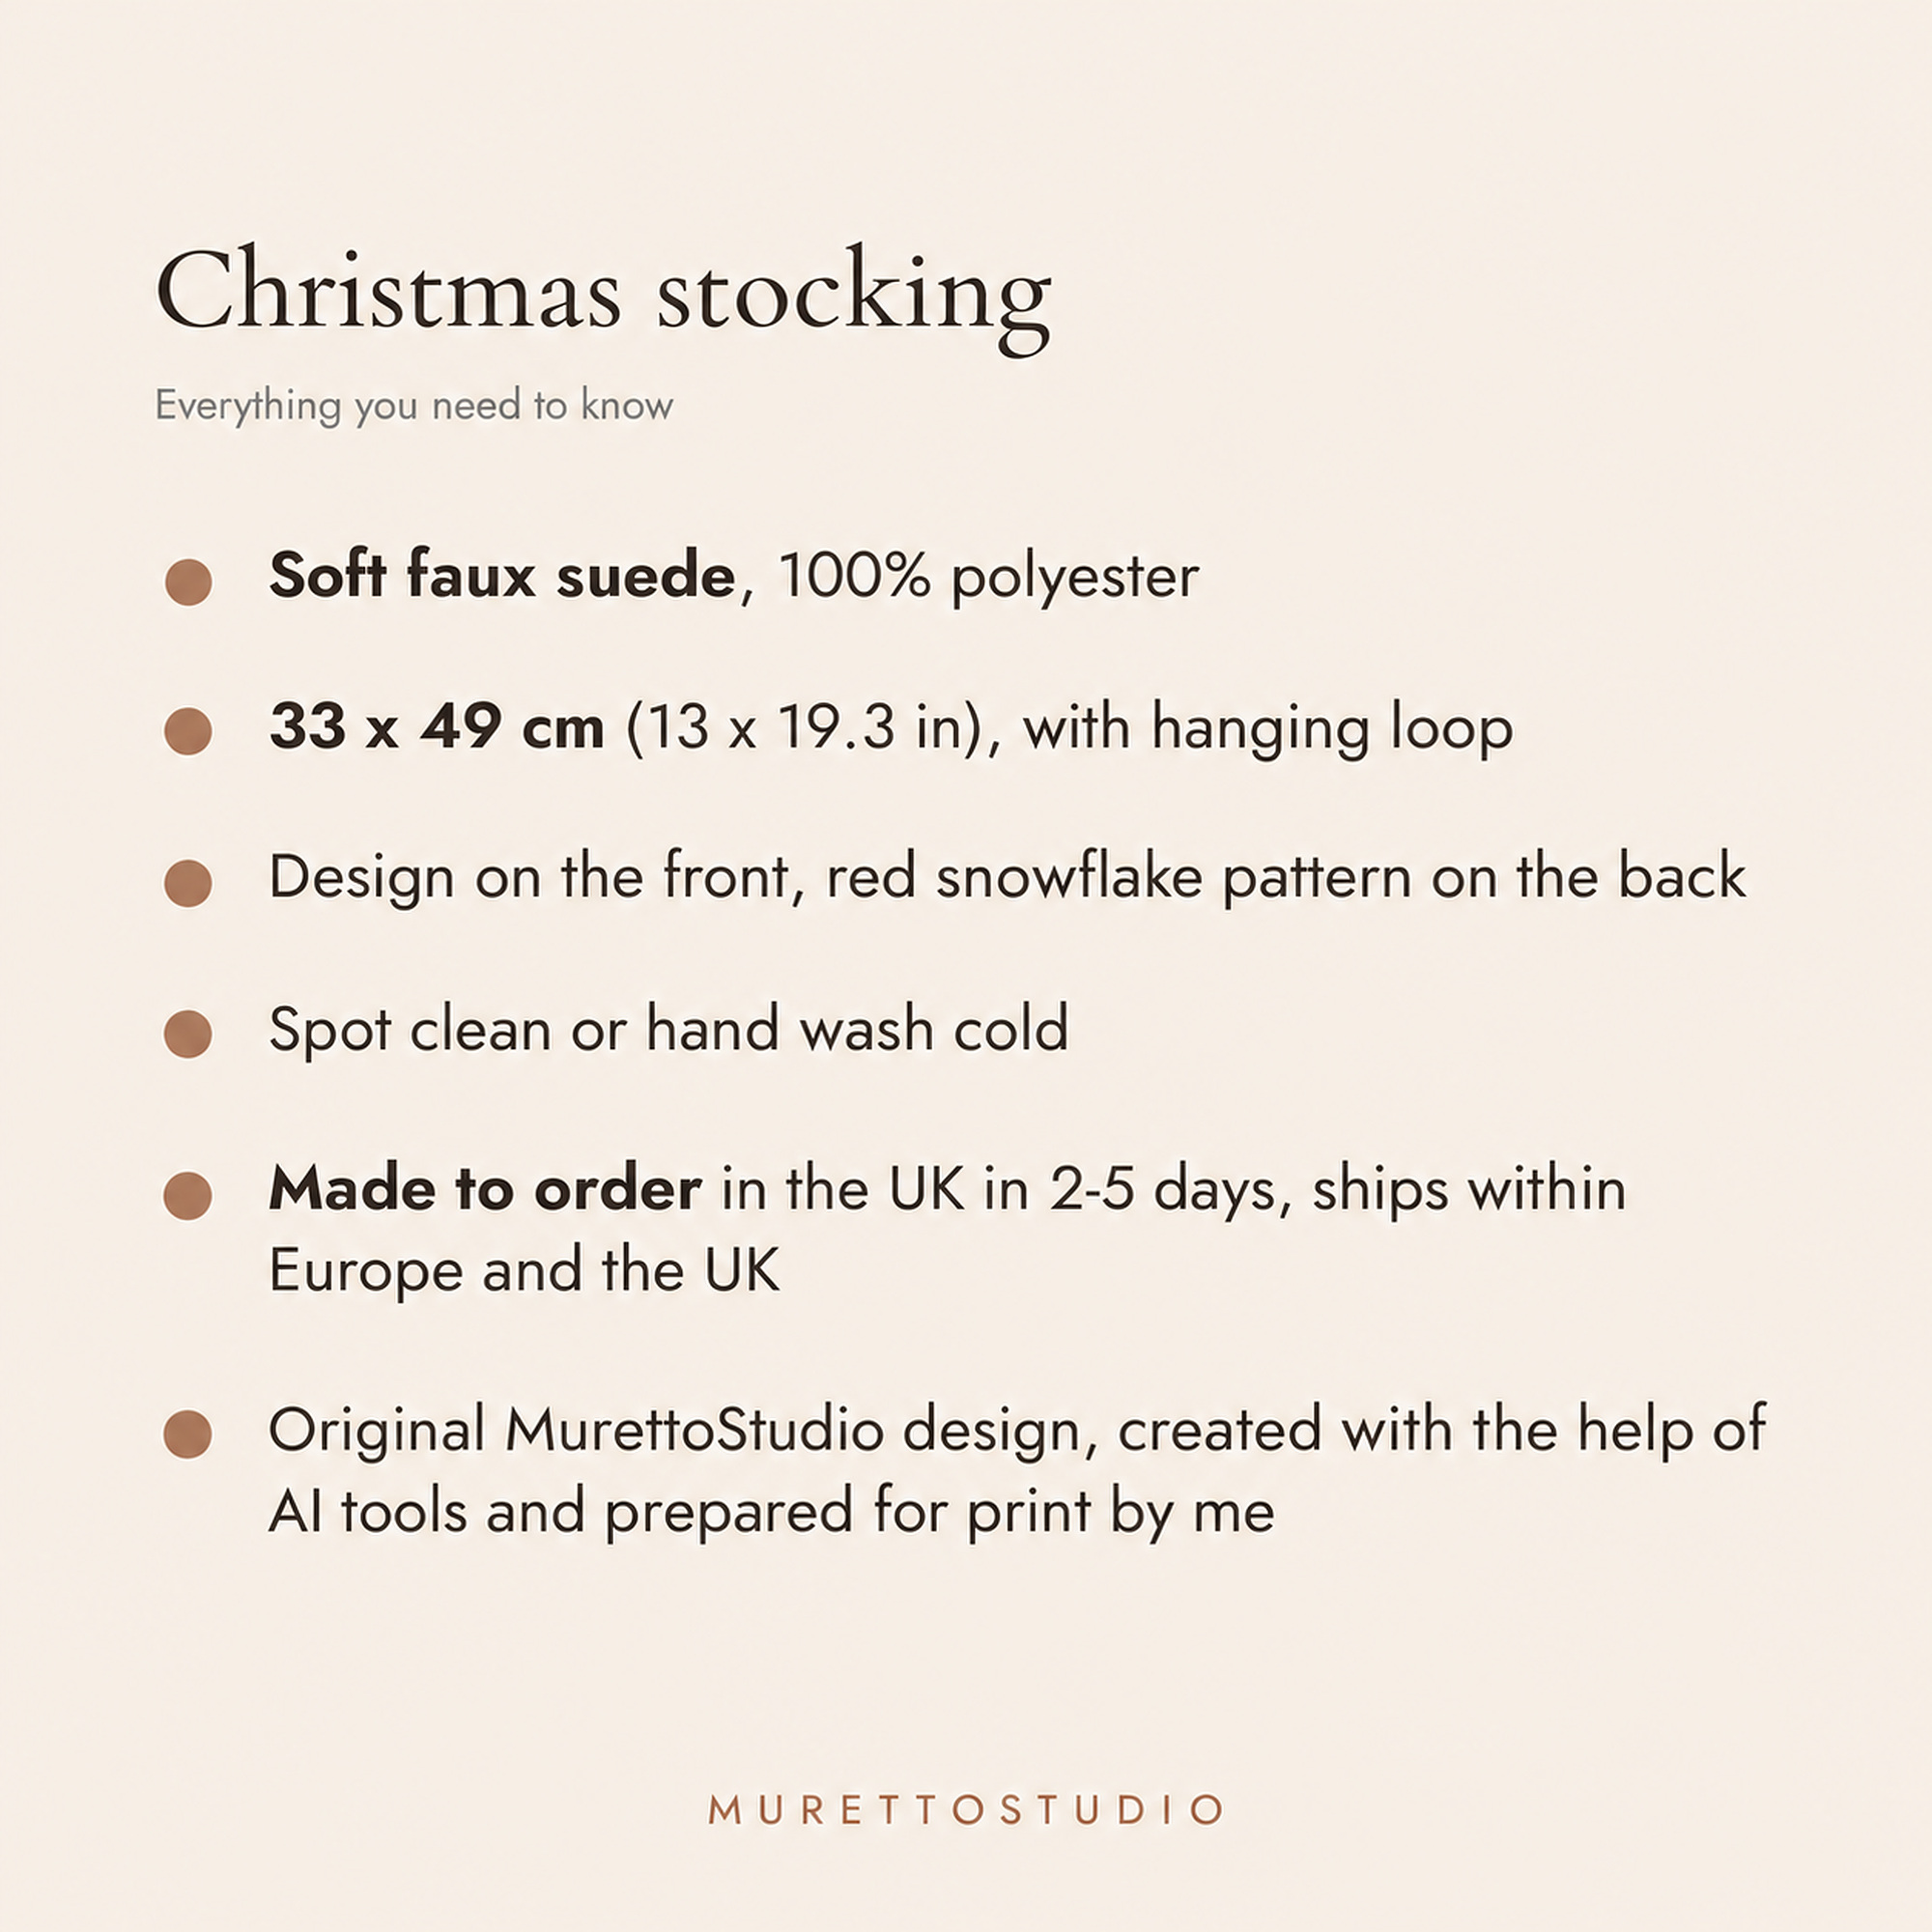 Christmas stocking
Everything you need to know
Soft faux suede, 100% polyester
33 x 49 cm (13 x 19.3 in), with hanging loop
Design on the front, red snowflake pattern on the back
Spot clean or hand wash cold
Made to order in the UK in 2-5 days, ships within
Europe and the UK
Original MurettoStudio design, created with the help of
AI tools and prepared for print by me
MURETTOSTUDIO